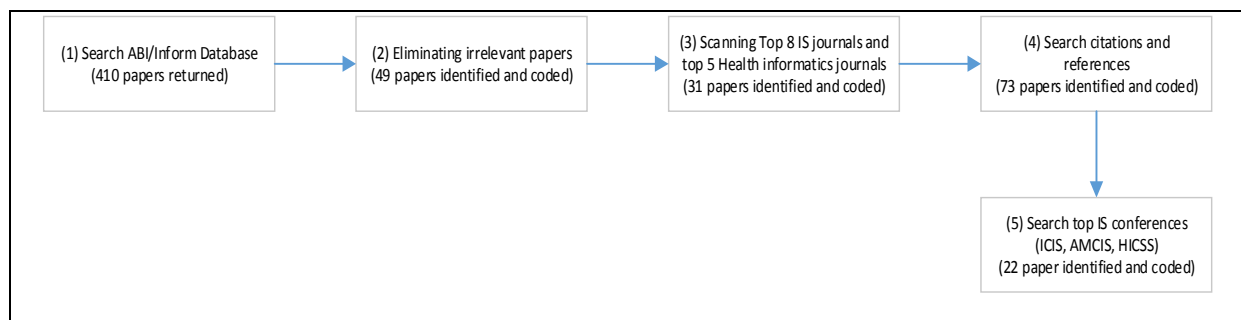 (1) Search ABI/Inform Database
(410 papers returned)
(2) Eliminating irrelevant papers
(49 papers identified and coded)
(3) Scanning Top 8 IS journals and
top 5 Health informatics journals
(31 papers identified and coded)
(4) Search citations and
references
(73 papers identified and coded)
(5) Search top IS conferences
(ICIS, AMCIS, HICSS)
(22 paper identified and coded)